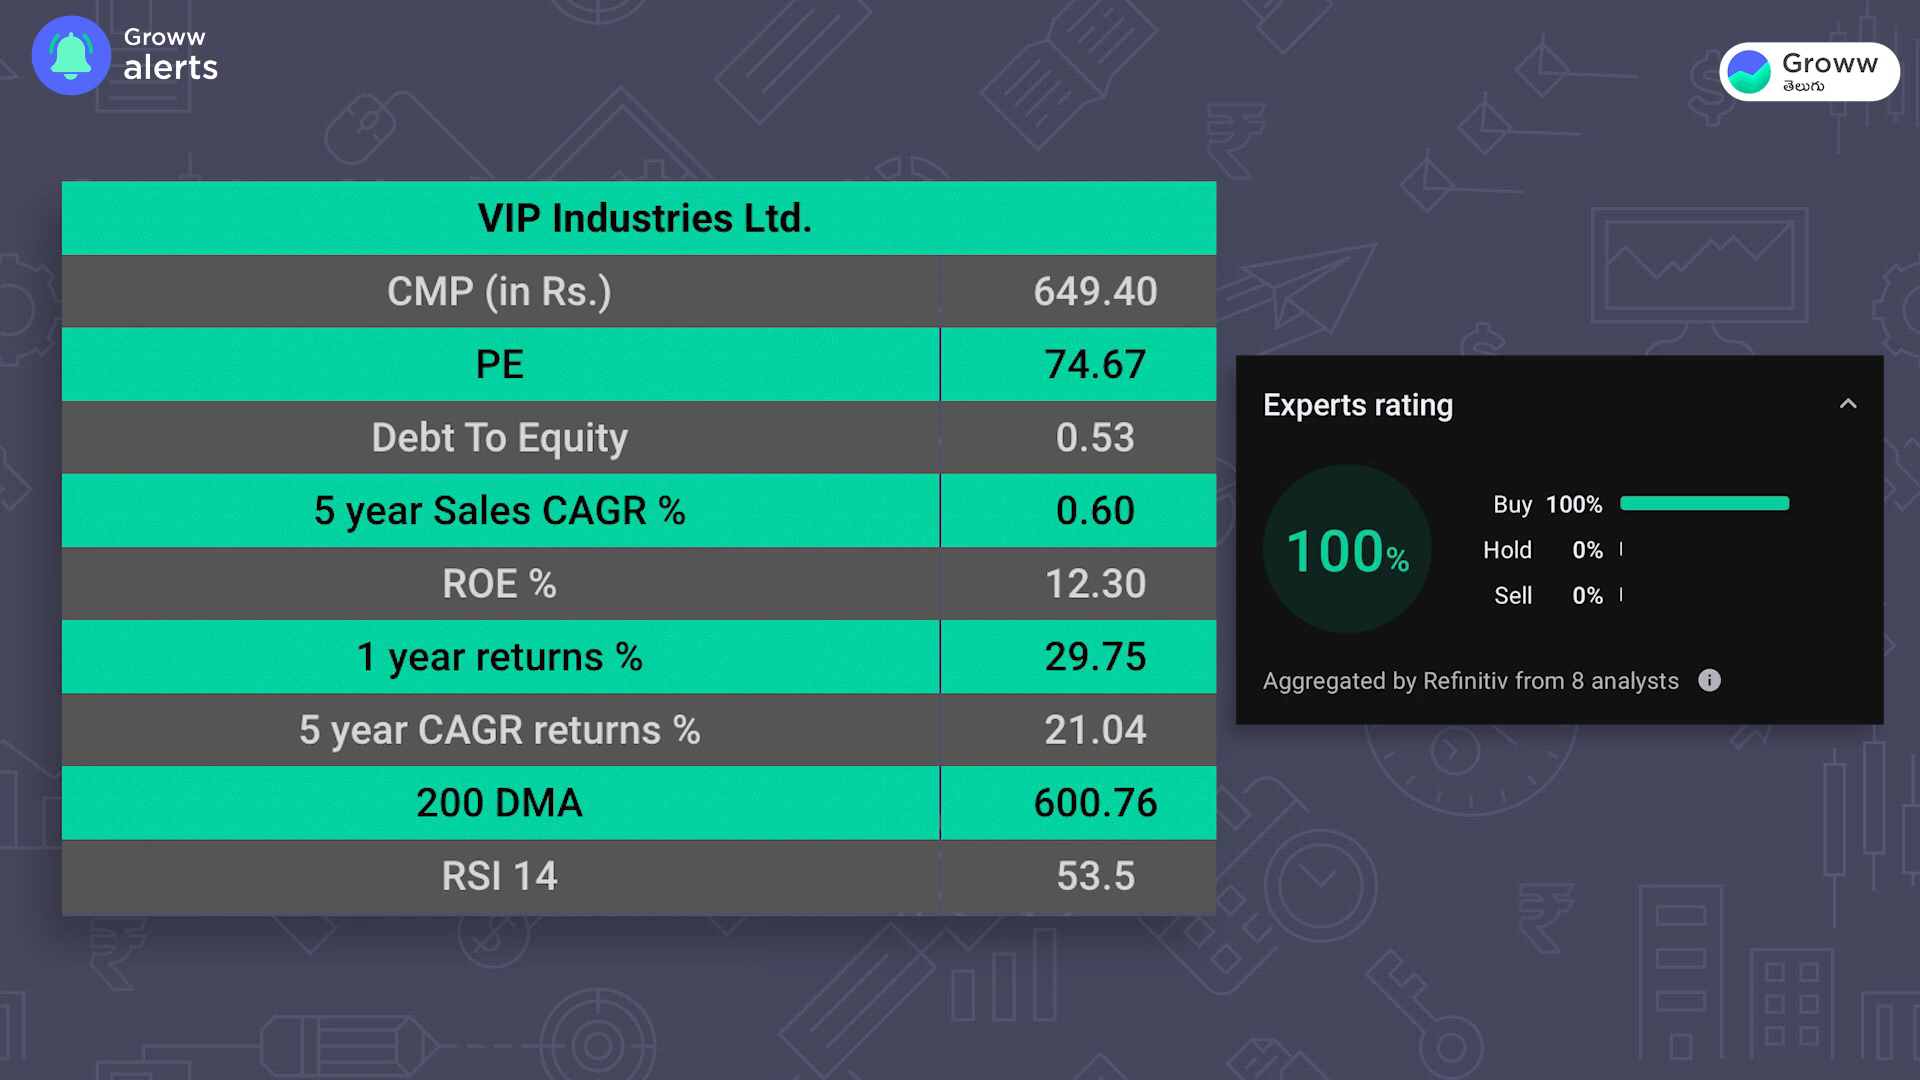 Groww
alerts
Groww
తెలుగు
VIP Industries Ltd.
CMP (in Rs.) 649.40
PE 74.67
Debt To Equity 0.53
5 year Sales CAGR % 0.60
ROE % 12.30
1 year returns % 29.75
5 year CAGR returns % 21.04
200 DMA 600.76
RSI 14 53.5
Experts rating
100%
Buy 100%
Hold 0%
Sell 0%
Aggregated by Refinitiv from 8 analysts